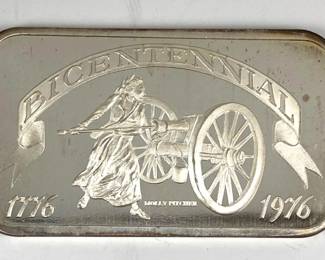 BICENTENNIAL
1776 1976
MOLLY PITCHER